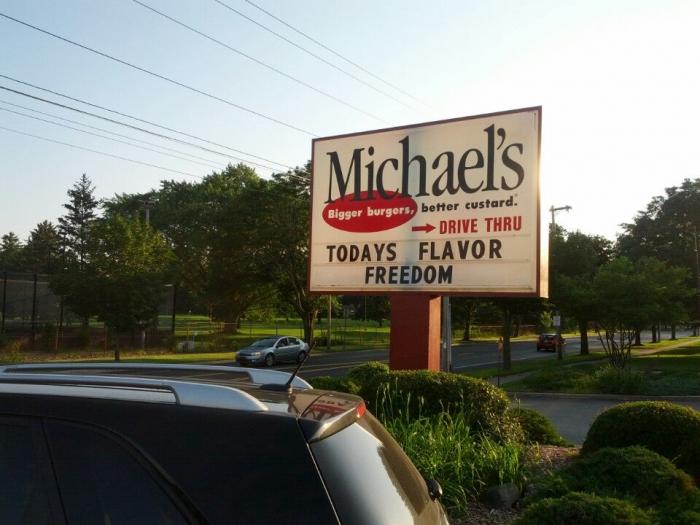 Michael's
Bigger burgers, better custard.
DRIVE THRU
TODAYS FLAVOR
FREEDOM